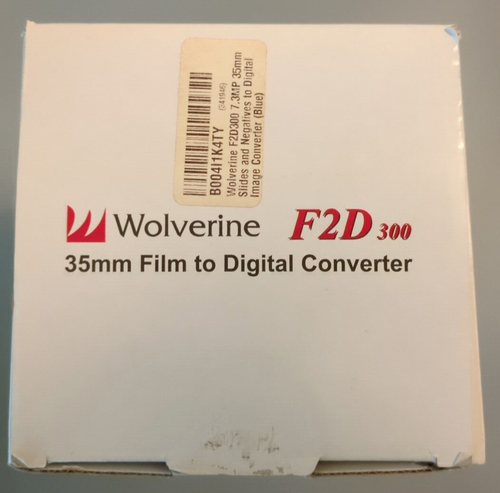 B004I1K4TY
(241946)
Wolverine F2D300 7.3MP 35mm
Slides and Negatives to Digital
Image Converter (Blue)
Wolverine F2D 300
35mm Film to Digital Converter